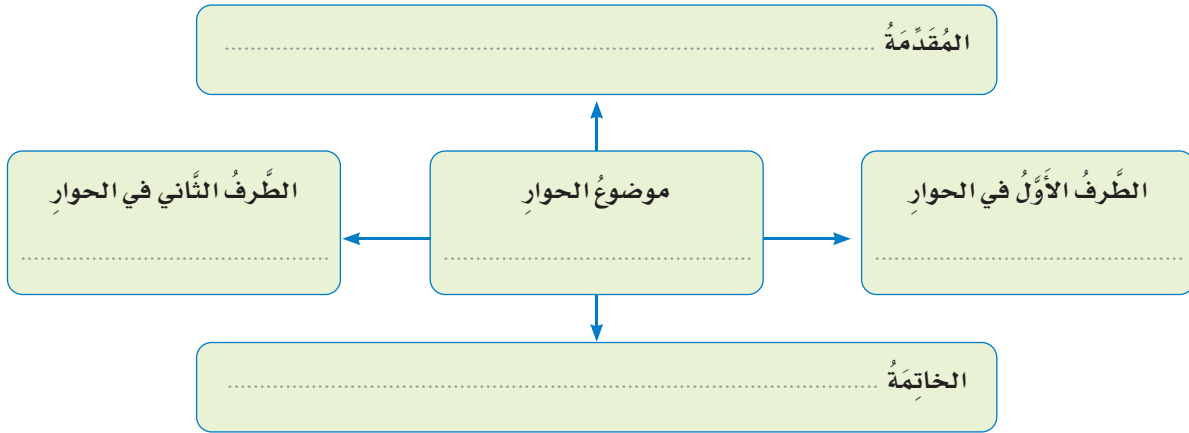 المُقَدِّمَةُ ................................................................
الطَّرفُ الأَوَّلُ في الحوارِ
................................................................
موضوعُ الحوارِ
................................................................
الطَّرفُ الثَّاني في الحوارِ
................................................................
الخاتِمَةُ ................................................................